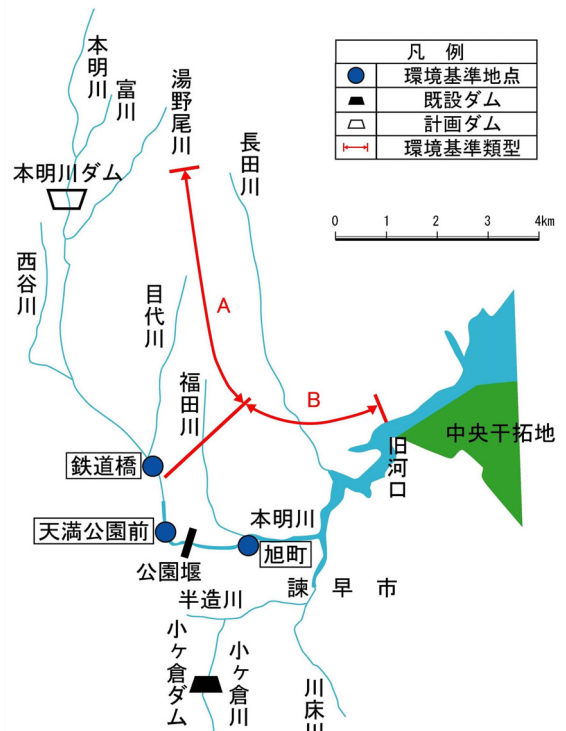 本明川
富川
湯野尾川
本明川ダム
西谷川
目代川
長田川
凡 例
環境基準地点
既設ダム
計画ダム
環境基準類型
0 1 2 3 4km
A
B
福田川
鉄道橋
天満公園前
公園堰
旭町
本明川
旧河口
中央干拓地
諫早市
半造川
小ヶ倉ダム
小ヶ倉川
川床川